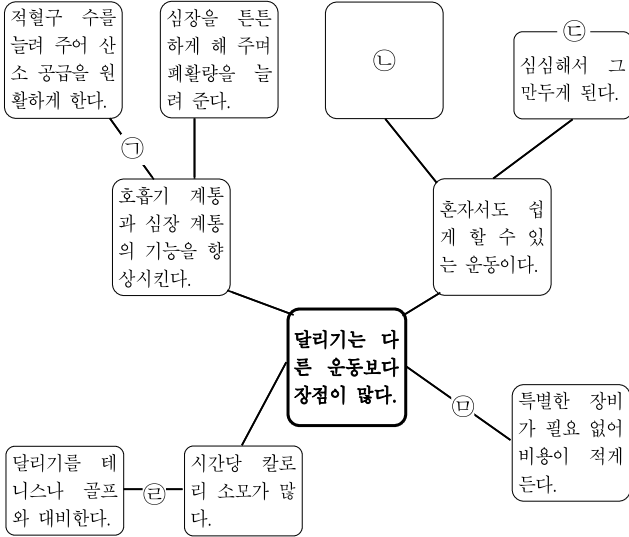 적혈구 수를
늘려 주어 산
소 공급을 원
활하게 한다.
심장을 튼튼
하게 해 주며
폐활량을 늘
려 준다.
㉡
㉢
심심해서 그
만두게 된다.
㉠
호흡기 계통
과 심장 계통
의 기능을 향
상시킨다.
혼자서도 쉽
게 할 수 있
는 운동이다.
달리기는 다
른 운동보다
장점이 많다.
㉤
특별한 장비
가 필요 없어
비용이 적게
든다.
달리기를 테
니스나 골프
와 대비한다.
㉣
시간당 칼로
리 소모가 많
다.